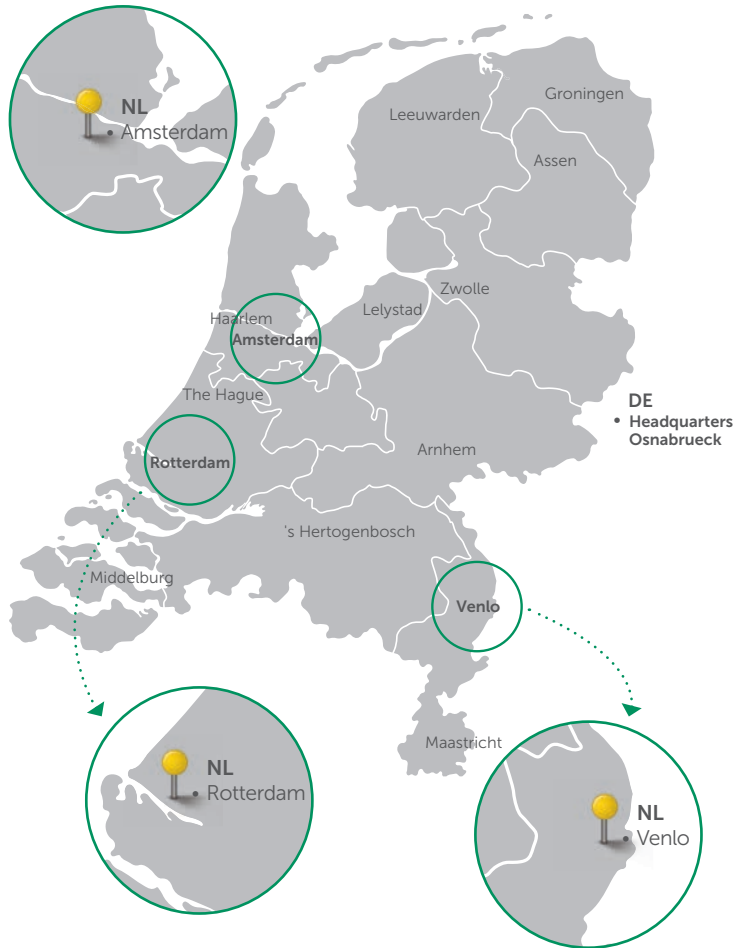 NL
• Amsterdam
Groningen
Leeuwarden
Assen
Zwolle
Lelystad
Haarlem
Amsterdam
The Hague
DE
• Headquarters
Osnabrueck
Arnhem
Rotterdam
's Hertogenbosch
Middelburg
Venlo
Maastricht
NL
• Rotterdam
NL
• Venlo